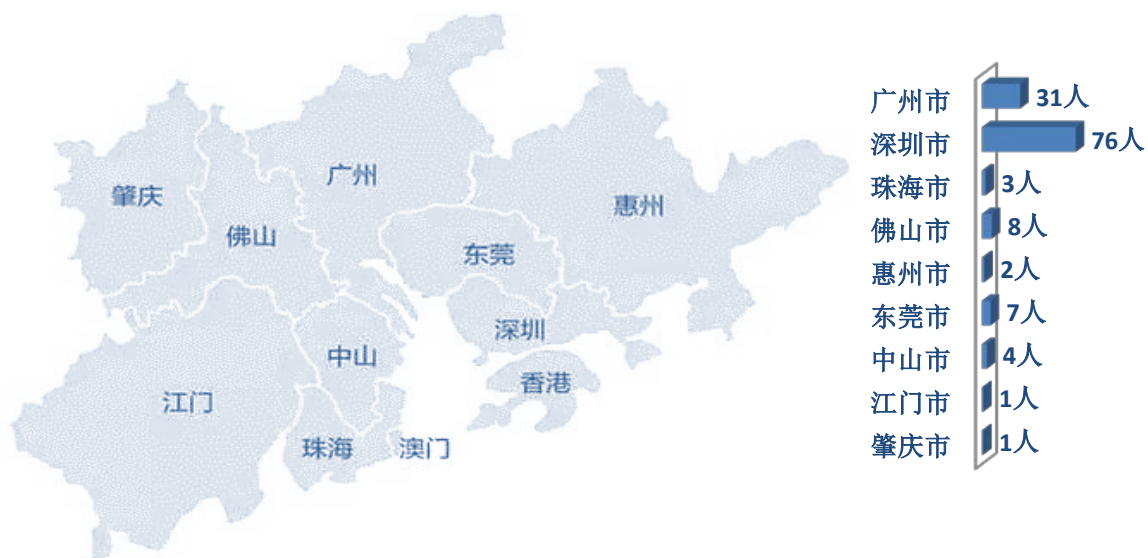 广州
肇庆
惠州
佛山
东莞
深圳
中山
香港
江门
珠海
澳门
广州市 31人
深圳市 76人
珠海市 3人
佛山市 8人
惠州市 2人
东莞市 7人
中山市 4人
江门市 1人
肇庆市 1人